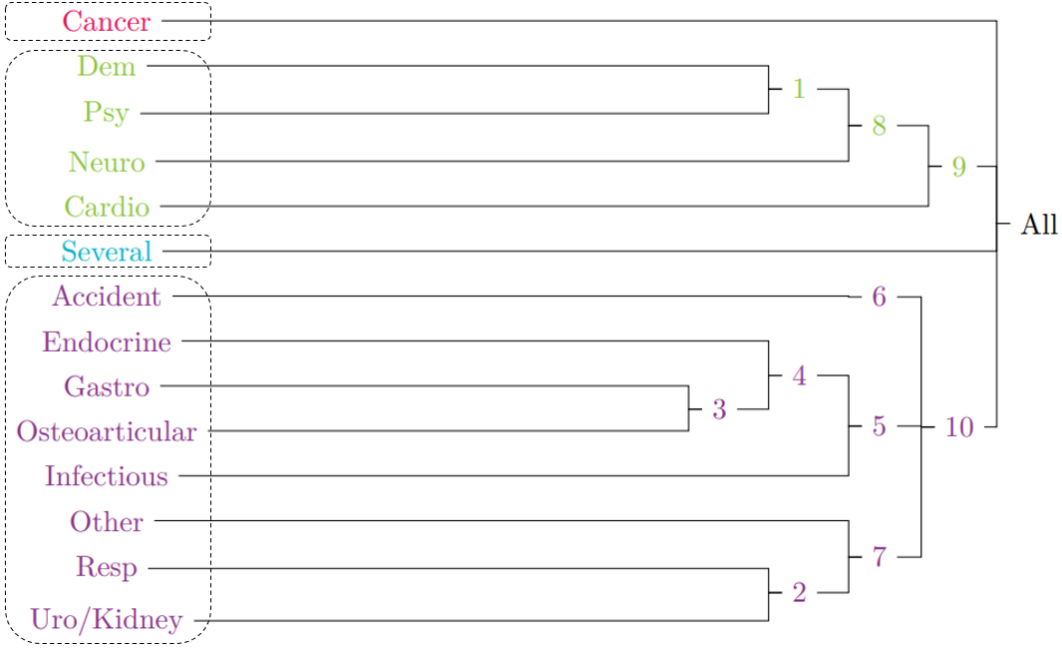 Cancer
Dem
1
Psy
8
Neuro
9
Cardio
All
Several
Accident
6
Endocrine
4
Gastro
3
Osteoarticular
5
10
Infectious
Other
7
Resp
2
Uro/Kidney